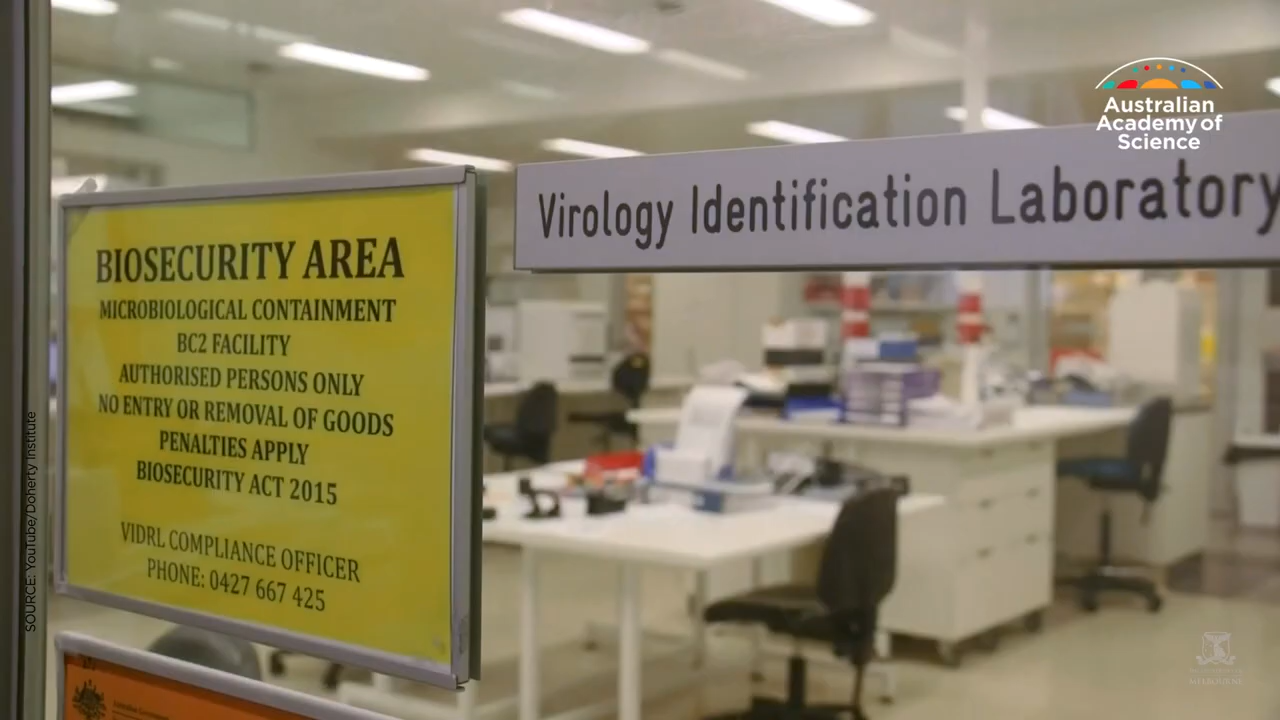 Australian
Academy of
Science
Virology Identification Laboratory
BIOSECURITY AREA
MICROBIOLOGICAL CONTAINMENT
BC2 FACILITY
AUTHORISED PERSONS ONLY
NO ENTRY OR REMOVAL OF GOODS
PENALTIES APPLY
BIOSECURITY ACT 2015
VIDRL COMPLIANCE OFFICER
PHONE: 0427 667 425
SOURCE: YouTube/Doherty Institute
MELBOURNE